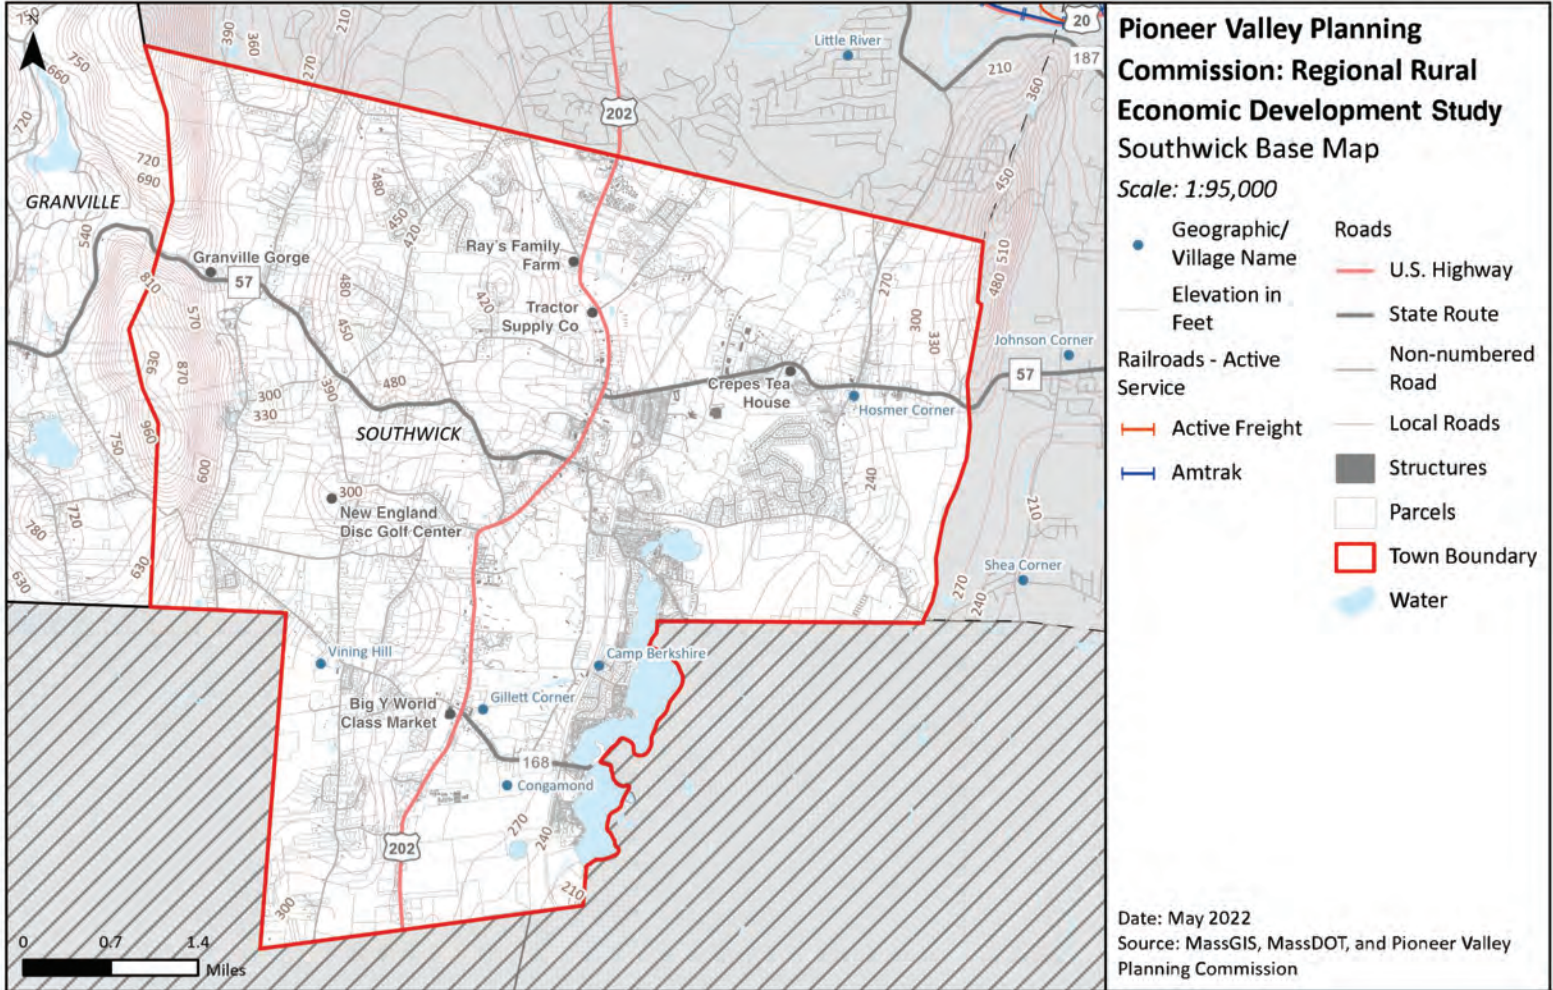 Pioneer Valley Planning
Commission: Regional Rural
Economic Development Study
Southwick Base Map
Scale: 1:95,000
Geographic/
Village Name
Elevation in
Feet
Railroads - Active
Service
Active Freight
Amtrak
Roads
U.S. Highway
State Route
Non-numbered
Road
Local Roads
Structures
Parcels
Town Boundary
Water
Date: May 2022
Source: MassGIS, MassDOT, and Pioneer Valley
Planning Commission
N
750
750
660
720
390
360
270
210
Little River
20
187
210
360
202
720
690
GRANVILLE
540
480
450
420
450
Granville Gorge
57
810
570
Ray's Family
Farm
480
450
420
Tractor
Supply Co
270
300
330
510
480
Johnson Corner
57
930
870
960
300
330
390
480
SOUTHWICK
Crepes Tea
House
Hosmer Corner
750
600
720
780
630
630
300
New England
Disc Golf Center
240
210
270
240
Shea Corner
Vining Hill
Camp Berkshire
Big Y World
Class Market
Gillett Corner
168
Congamond
202
270
240
210
300
0 0.7 1.4
Miles